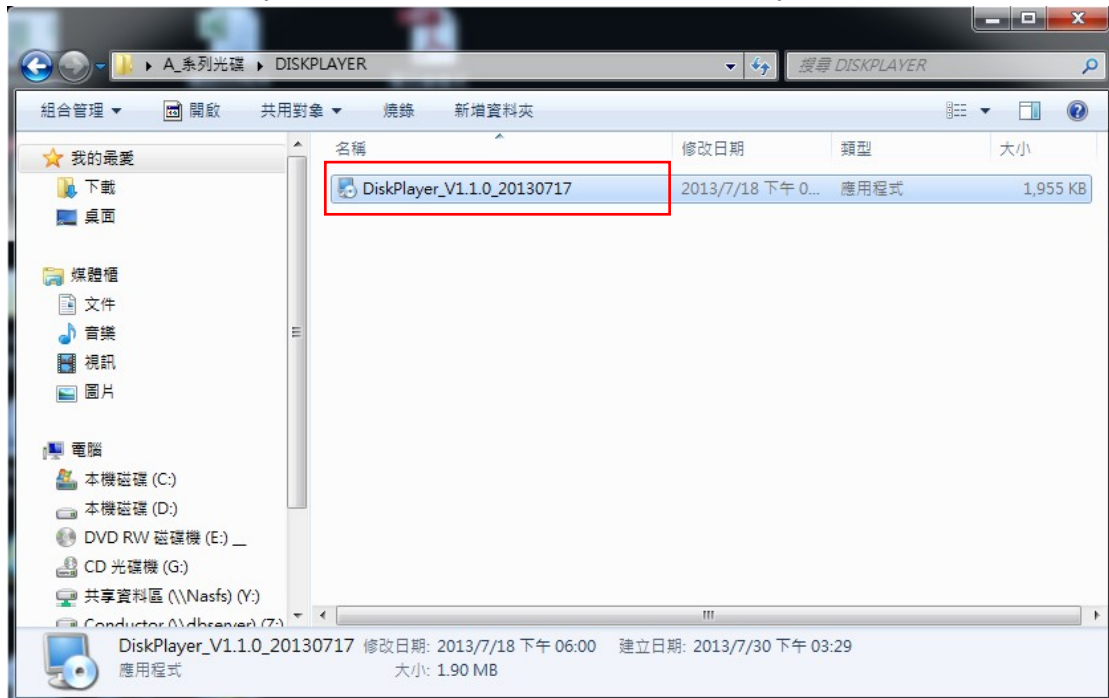 A_系列光碟 ▸ DISKPLAYER
搜尋 DISKPLAYER
組合管理 開啟 共用對象 燒錄 新增資料夾
名稱 修改日期 類型 大小
DiskPlayer_V1.1.0_20130717 2013/7/18 下午 0... 應用程式 1,955 KB
我的最愛
下載
桌面
媒體櫃
文件
音樂
視訊
圖片
電腦
本機磁碟 (C:)
本機磁碟 (D:)
DVD RW 磁碟機 (E:) __
CD 光碟機 (G:)
共享資料區 (\\Nasfs) (Y:)
Conductor (\\dbserver) (Z:)
DiskPlayer_V1.1.0_20130717 修改日期: 2013/7/18 下午 06:00 建立日期: 2013/7/30 下午 03:29
應用程式 大小: 1.90 MB